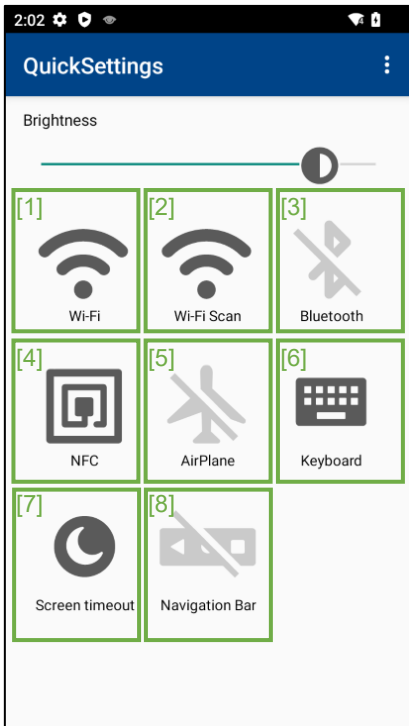 2:02
QuickSettings
Brightness
[1] [2] [3]
Wi-Fi Wi-Fi Scan Bluetooth
[4] [5] [6]
NFC AirPlane Keyboard
[7] [8]
Screen timeout Navigation Bar